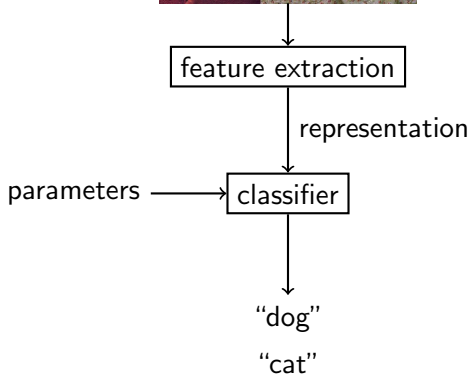 feature extraction
representation
parameters
classifier
“dog”
“cat”